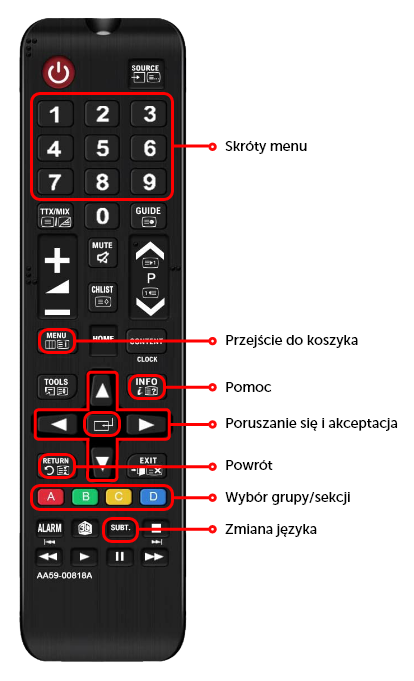 SOURCE
1 2 3
4 5 6
7 8 9
Skróty menu
TTX/MIX 0 GUIDE
MUTE
P
CHLIST
MENU HOME CONTENT
Przejście do koszyka
CLOCK
TOOLS INFO
Pomoc
Poruszanie się i akceptacja
RETURN EXIT
Powrót
A B C D
Wybór grupy/sekcji
ALARM SUBT.
Zmiana języka
AA59-00818A